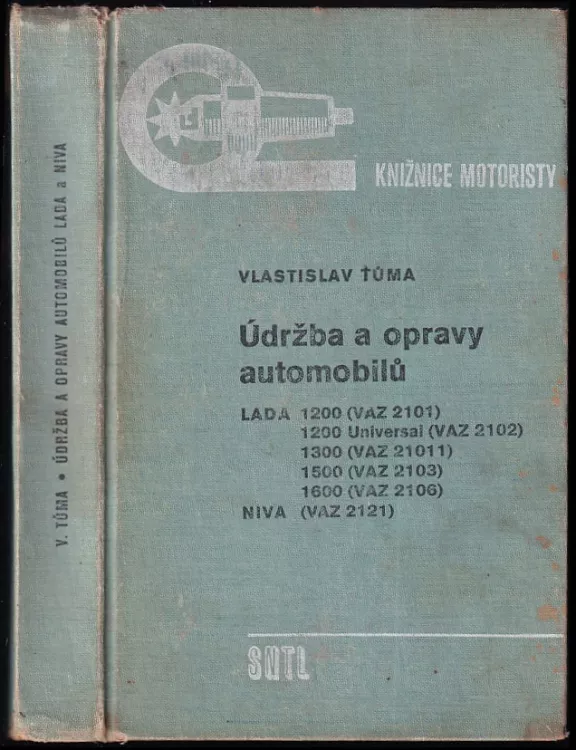 V. TŮMA • ÚDRŽBA A OPRAVY AUTOMOBILŮ LADA a NIVA
KNIŽNICE MOTORISTY
VLASTISLAV ŤŮMA
Údržba a opravy
automobilů
LADA 1200 (VAZ 2101)
1200 Universal (VAZ 2102)
1300 (VAZ 21011)
1500 (VAZ 2103)
1600 (VAZ 2106)
NIVA (VAZ 2121)
SNTL